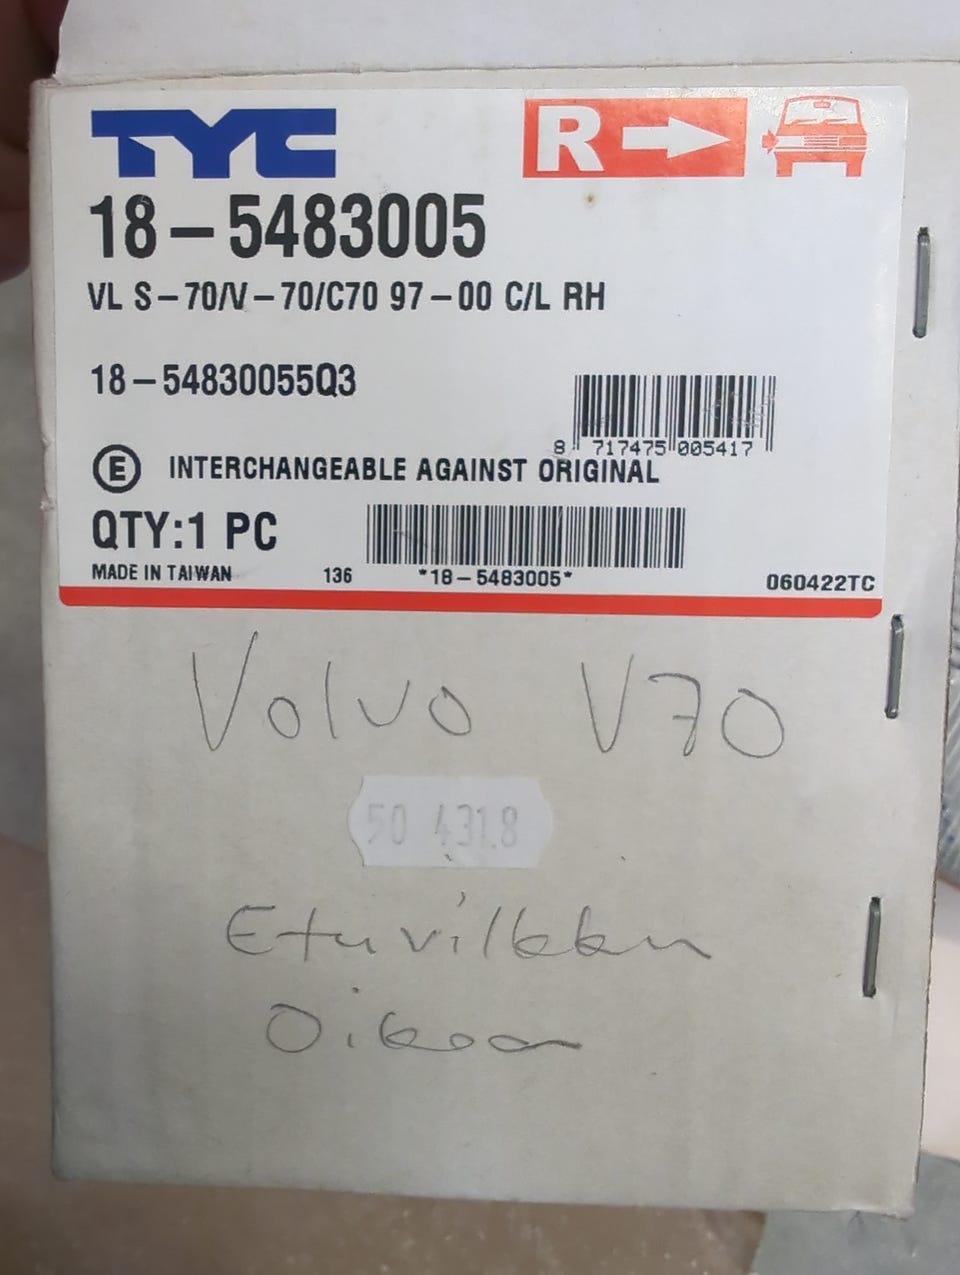 TYC
R
18-5483005
VL S-70/V-70/C70 97-00 C/L RH
18-54830055Q3
8 717475 005417
E INTERCHANGEABLE AGAINST ORIGINAL
QTY:1 PC
MADE IN TAIWAN 136 *18-5483005* 060422TC
Volvo V70
50 431.8
Etuvilkku
Oikea